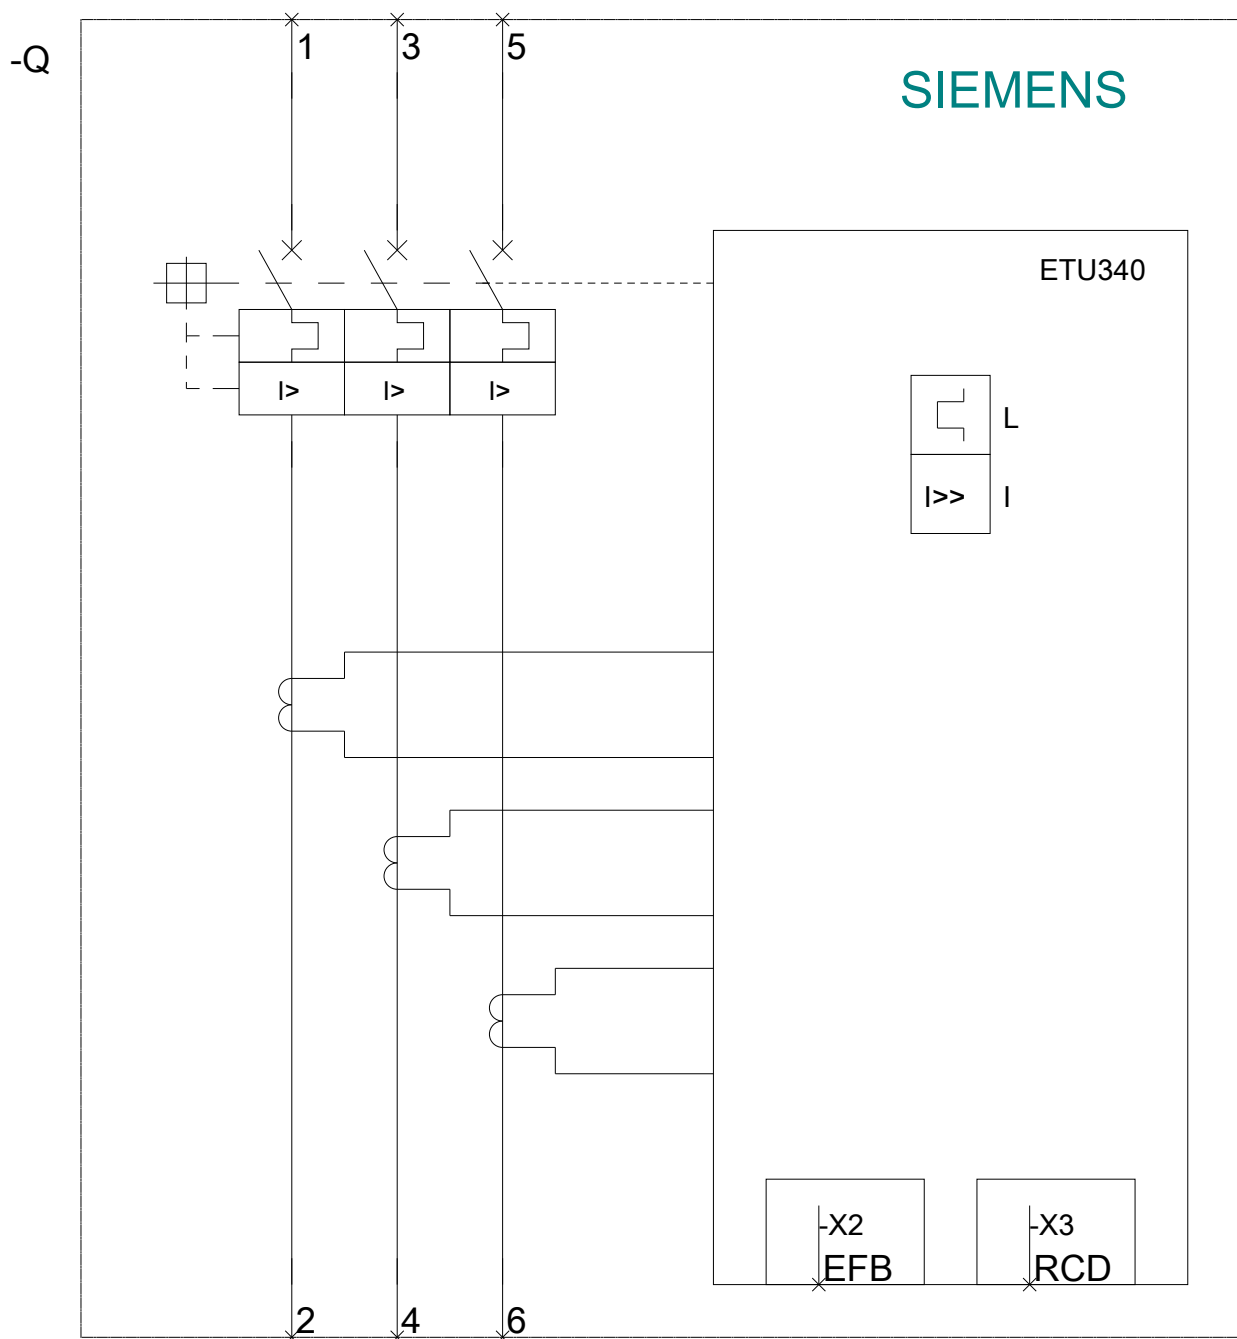 1 3 5
-Q
SIEMENS
ETU340
I> I> I>
L
I>> I
-X2 -X3
EFB RCD
2 4 6